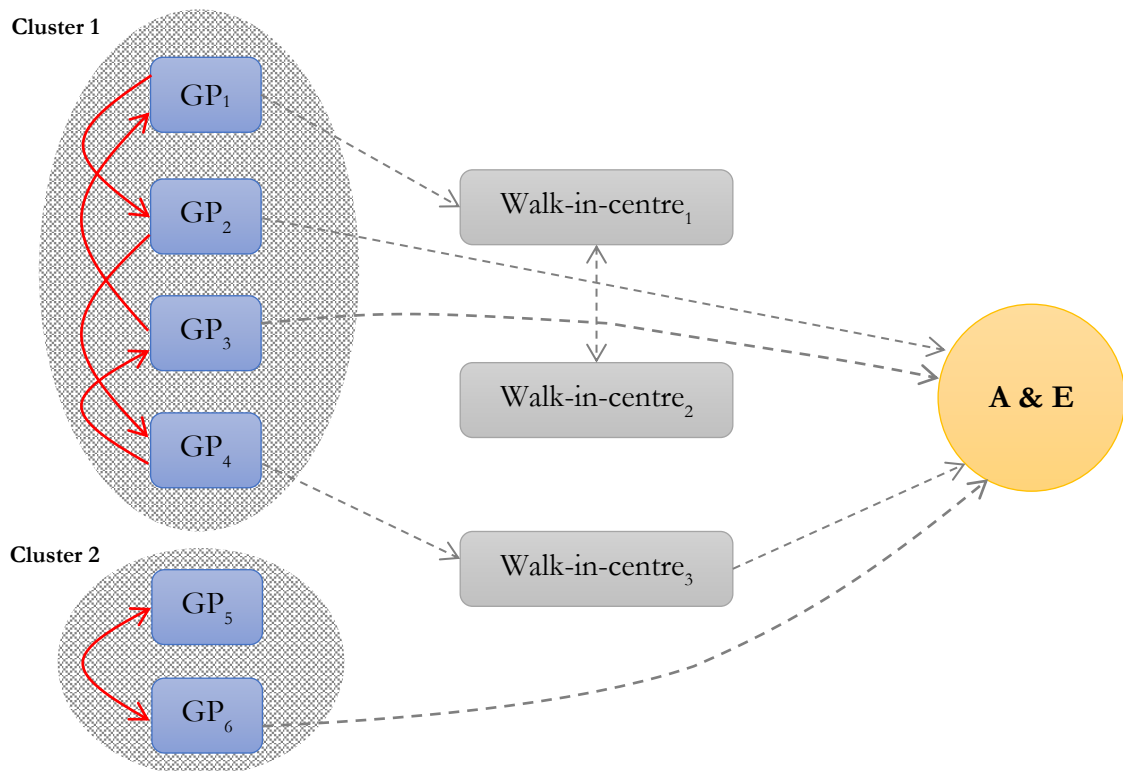 Cluster 1
GP₁
GP₂
GP₃
GP₄
Walk-in-centre₁
Walk-in-centre₂
Walk-in-centre₃
A & E
Cluster 2
GP₅
GP₆